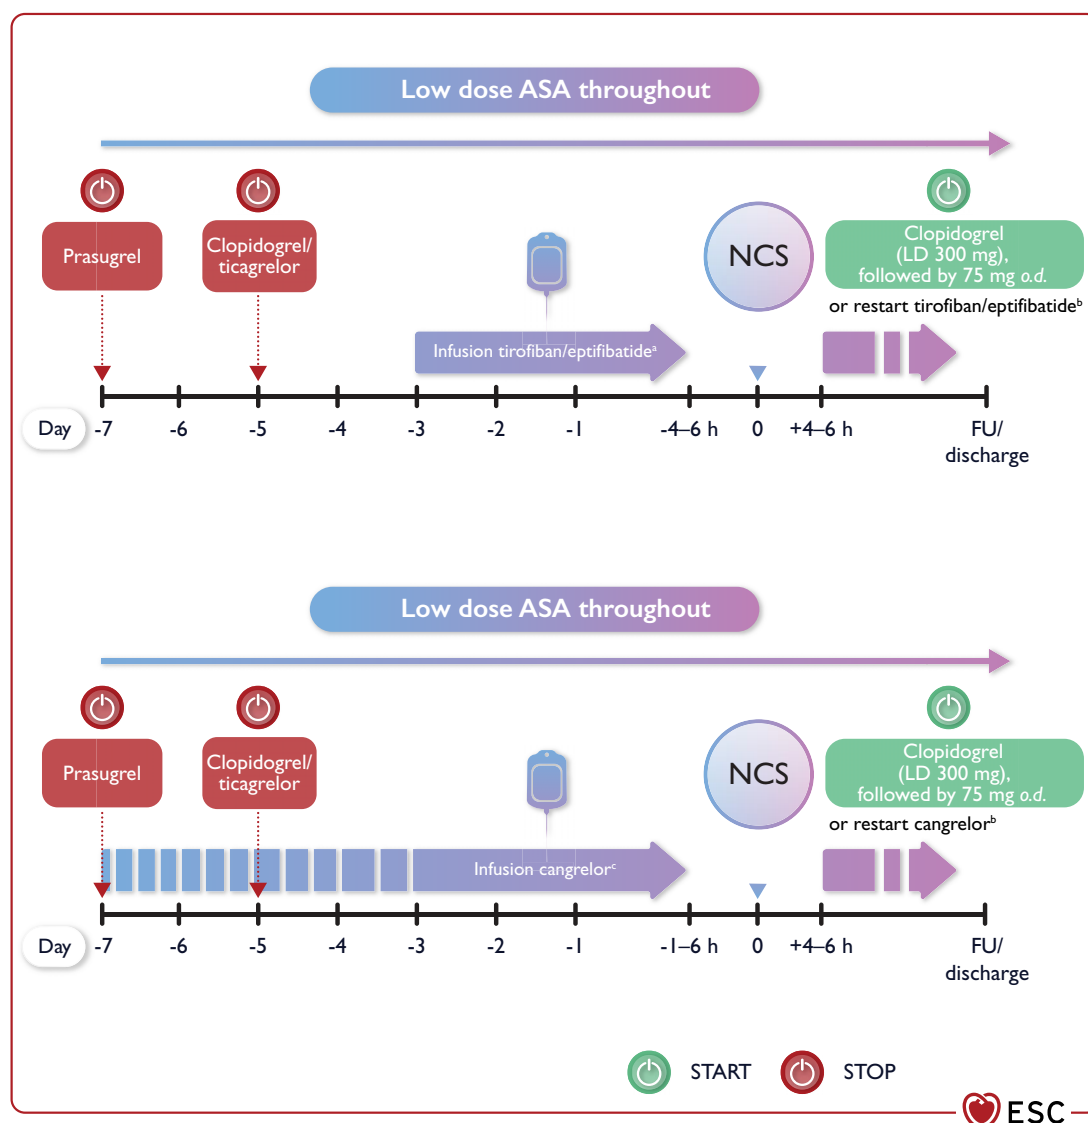 Low dose ASA throughout
Prasugrel
Clopidogrel/
ticagrelor
NCS
Clopidogrel
(LD 300 mg),
followed by 75 mg o.d.
or restart tirofiban/eptifibatideᵇ
Infusion tirofiban/eptifibatideᵃ
Day -7 -6 -5 -4 -3 -2 -1 -4–6 h 0 +4–6 h FU/
discharge
Low dose ASA throughout
Prasugrel
Clopidogrel/
ticagrelor
NCS
Clopidogrel
(LD 300 mg),
followed by 75 mg o.d.
or restart cangrelorᵇ
Infusion cangrelorᶜ
Day -7 -6 -5 -4 -3 -2 -1 -1–6 h 0 +4–6 h FU/
discharge
START STOP
ESC